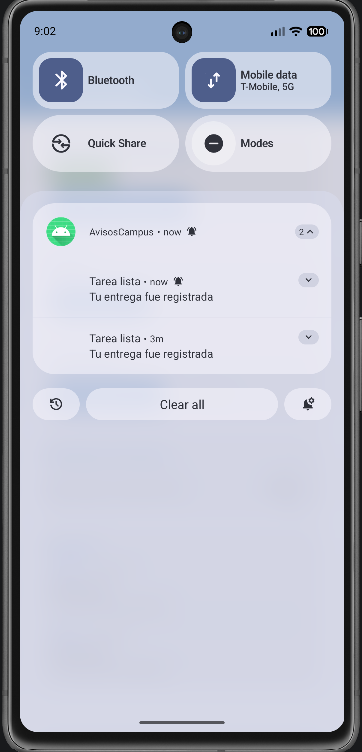 9:02
100
Bluetooth
Mobile data
T-Mobile, 5G
Quick Share
Modes
AvisosCampus • now
2
Tarea lista • now
Tu entrega fue registrada
Tarea lista • 3m
Tu entrega fue registrada
Clear all